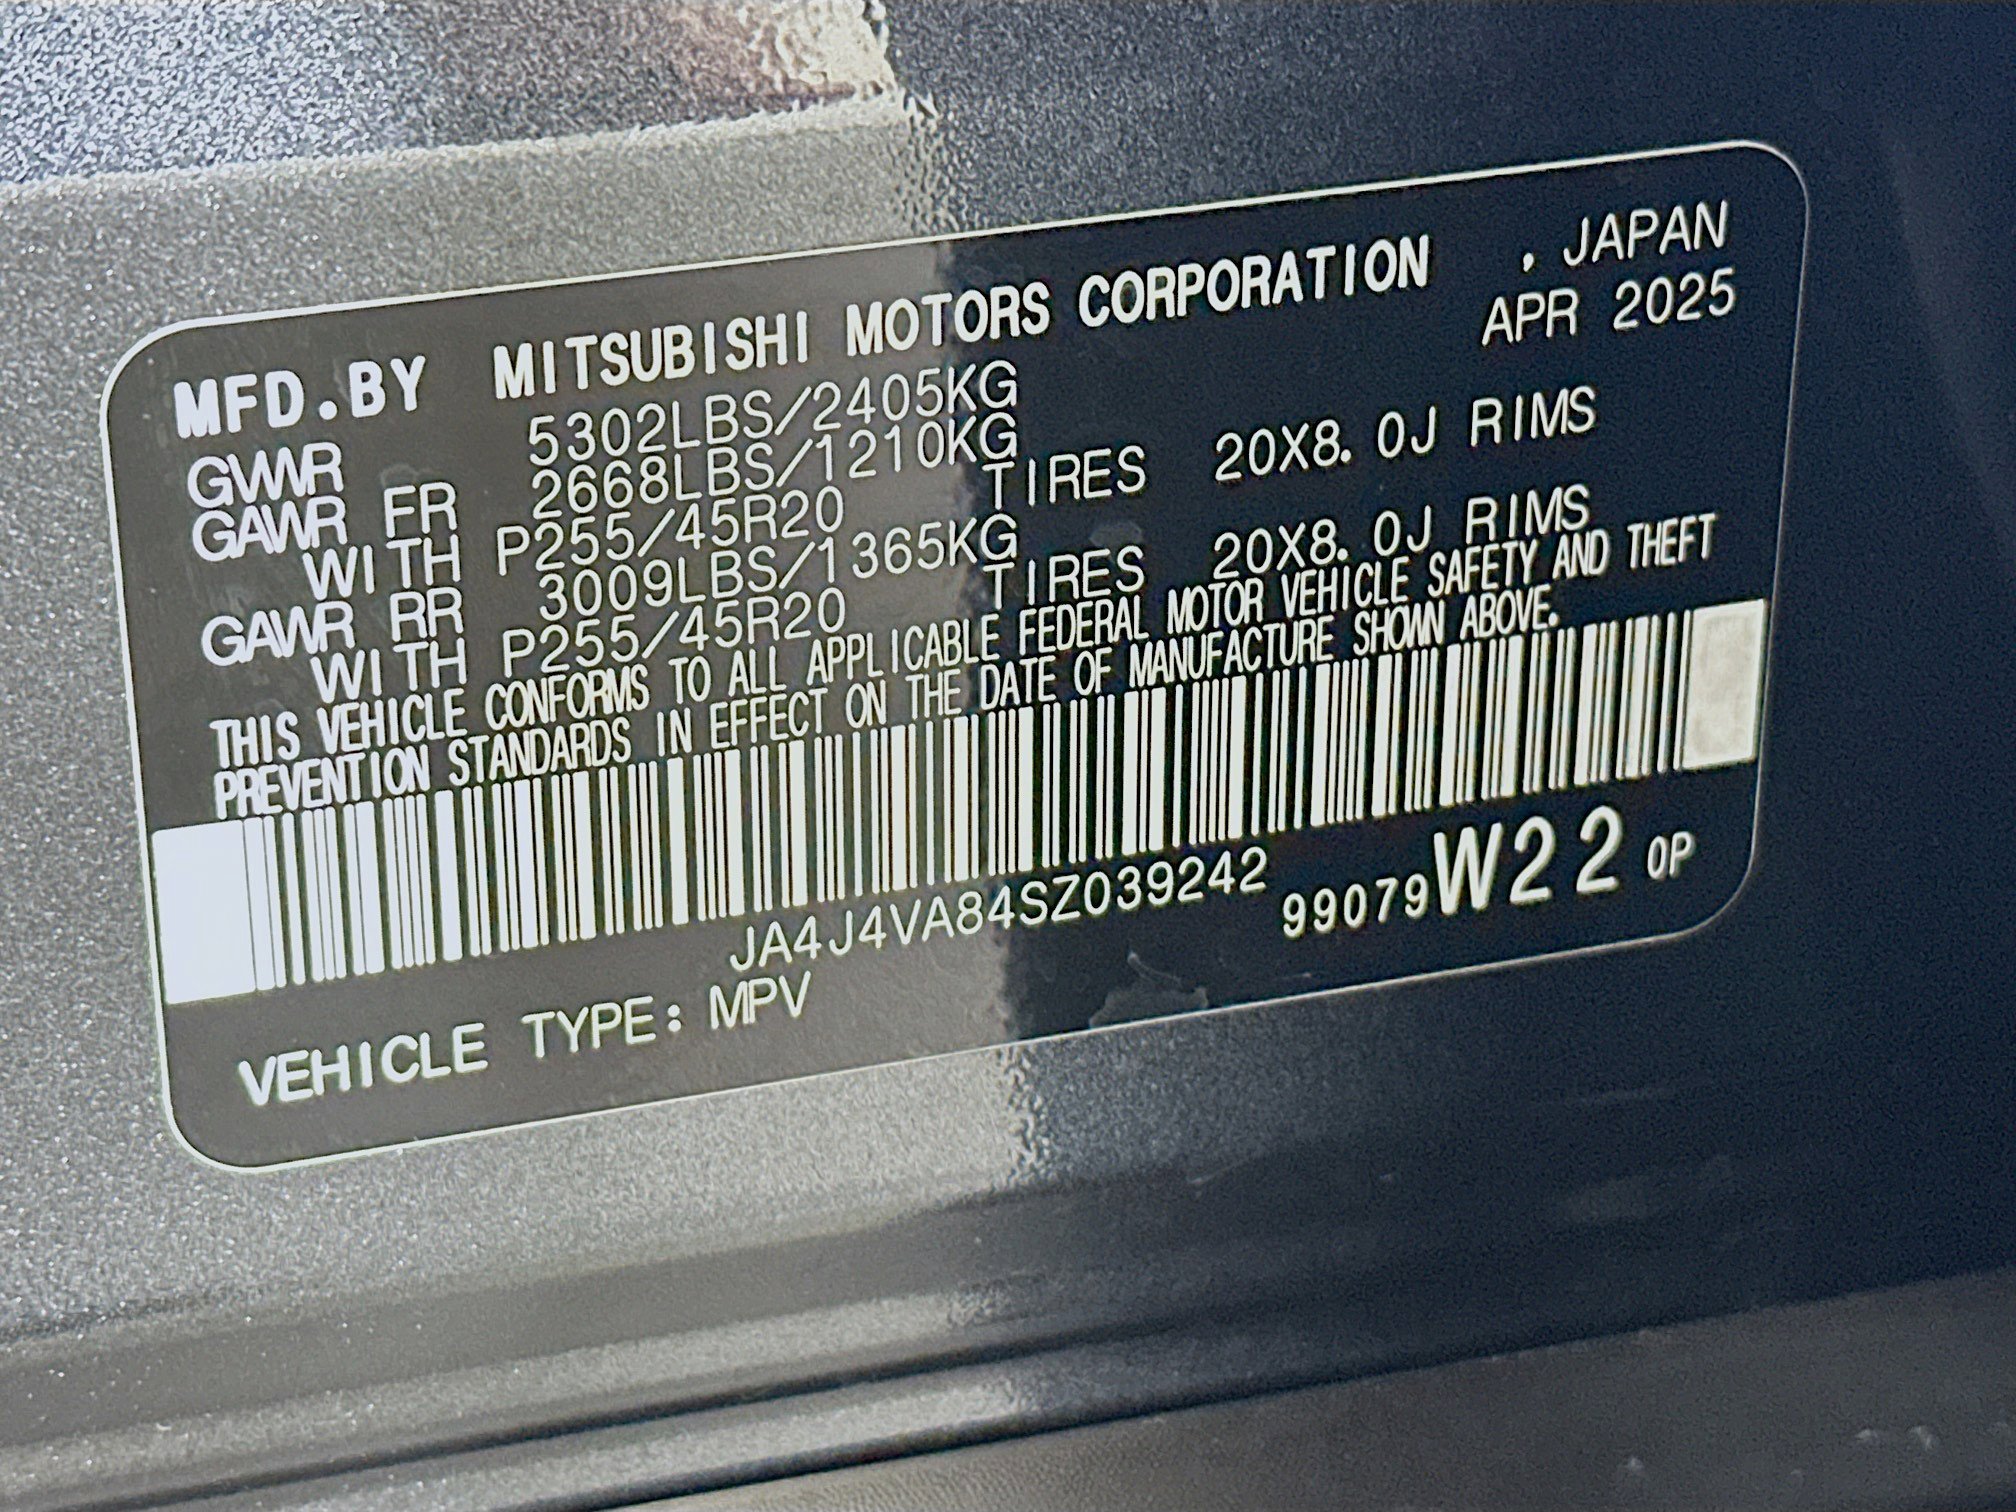 MFD.BY MITSUBISHI MOTORS CORPORATION , JAPAN
APR 2025
GVWR 5302LBS/2405KG
GAWR FR 2668LBS/1210KG
WITH P255/45R20 TIRES 20X8.0J RIMS
GAWR RR 3009LBS/1365KG
WITH P255/45R20 TIRES 20X8.0J RIMS
THIS VEHICLE CONFORMS TO ALL APPLICABLE FEDERAL MOTOR VEHICLE SAFETY AND THEFT
PREVENTION STANDARDS IN EFFECT ON THE DATE OF MANUFACTURE SHOWN ABOVE.
JA4J4VA84SZ039242
99079W22 0P
VEHICLE TYPE: MPV